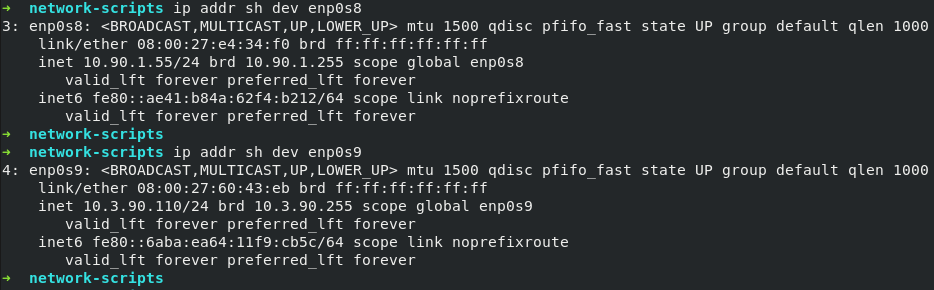 →  network-scripts ip addr sh dev enp0s8
3: enp0s8: <BROADCAST,MULTICAST,UP,LOWER_UP> mtu 1500 qdisc pfifo_fast state UP group default qlen 1000
    link/ether 08:00:27:e4:34:f0 brd ff:ff:ff:ff:ff:ff
    inet 10.90.1.55/24 brd 10.90.1.255 scope global enp0s8
       valid_lft forever preferred_lft forever
    inet6 fe80::ae41:b84a:62f4:b212/64 scope link noprefixroute
       valid_lft forever preferred_lft forever
→  network-scripts
→  network-scripts ip addr sh dev enp0s9
4: enp0s9: <BROADCAST,MULTICAST,UP,LOWER_UP> mtu 1500 qdisc pfifo_fast state UP group default qlen 1000
    link/ether 08:00:27:60:43:eb brd ff:ff:ff:ff:ff:ff
    inet 10.3.90.110/24 brd 10.3.90.255 scope global enp0s9
       valid_lft forever preferred_lft forever
    inet6 fe80::6aba:ea64:11f9:cb5c/64 scope link noprefixroute
       valid_lft forever preferred_lft forever
→  network-scripts